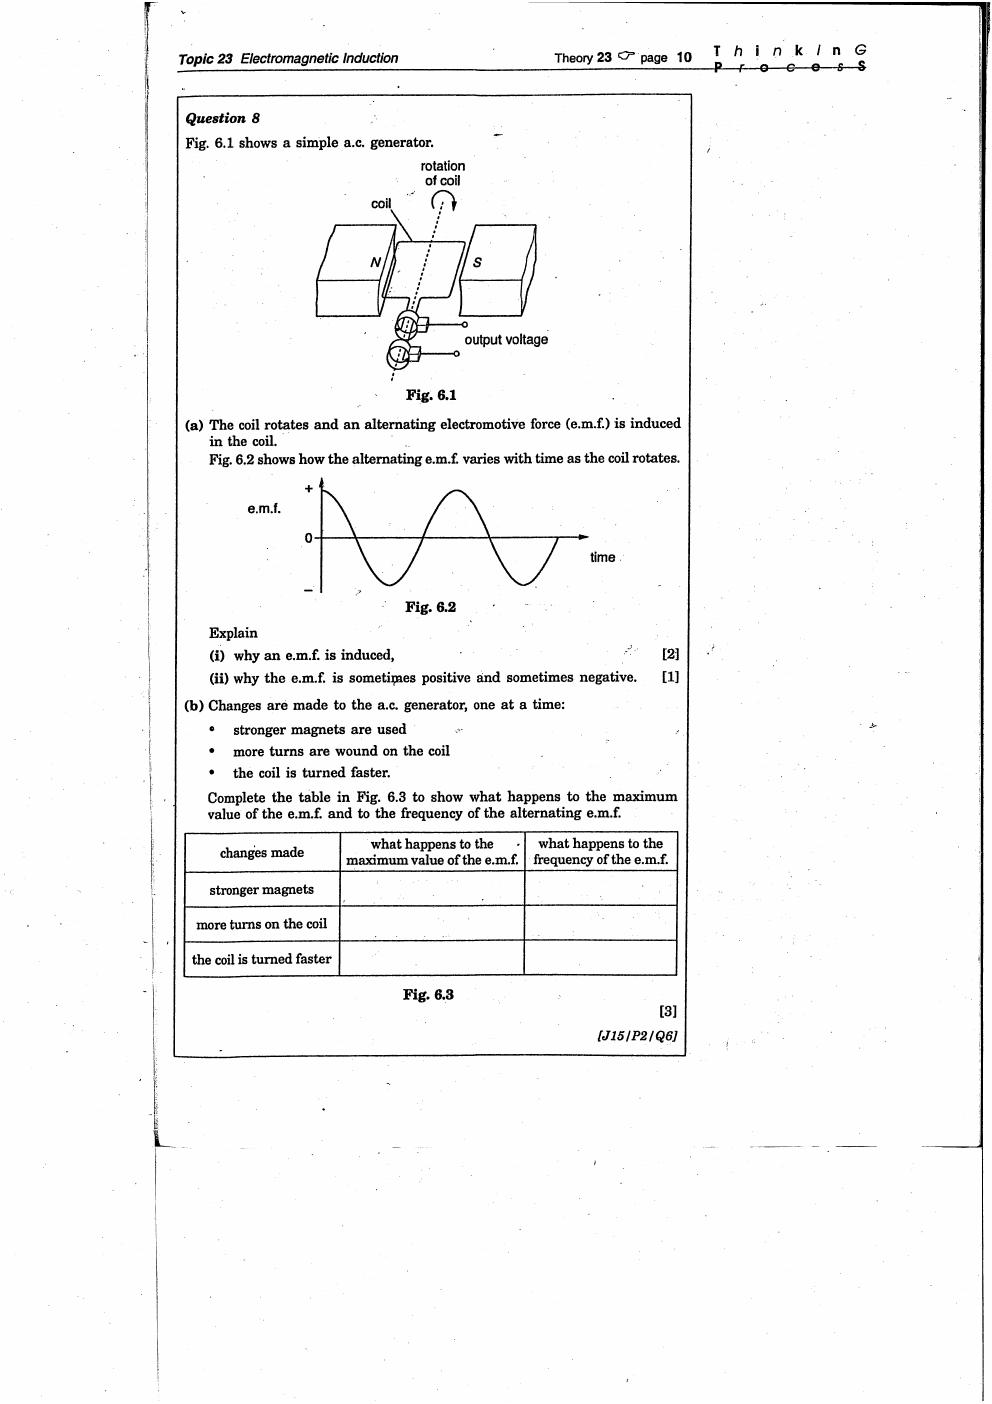 Topic 23 Electromagnetic Induction
Theory 23 ☞ page 10
T h i n k I n G
P r o c e s S
Question 8
Fig. 6.1 shows a simple a.c. generator.
rotation
of coil
coil
N
S
output voltage
Fig. 6.1
(a) The coil rotates and an alternating electromotive force (e.m.f.) is induced
in the coil.
Fig. 6.2 shows how the alternating e.m.f. varies with time as the coil rotates.
+
e.m.f.
0
time
–
Fig. 6.2
Explain
(i) why an e.m.f. is induced, [2]
(ii) why the e.m.f. is sometimes positive and sometimes negative. [1]
(b) Changes are made to the a.c. generator, one at a time:
• stronger magnets are used
• more turns are wound on the coil
• the coil is turned faster.
Complete the table in Fig. 6.3 to show what happens to the maximum
value of the e.m.f. and to the frequency of the alternating e.m.f.
changes made
what happens to the
maximum value of the e.m.f.
what happens to the
frequency of the e.m.f.
stronger magnets
more turns on the coil
the coil is turned faster
Fig. 6.3
[3]
[J15/P2/Q6]